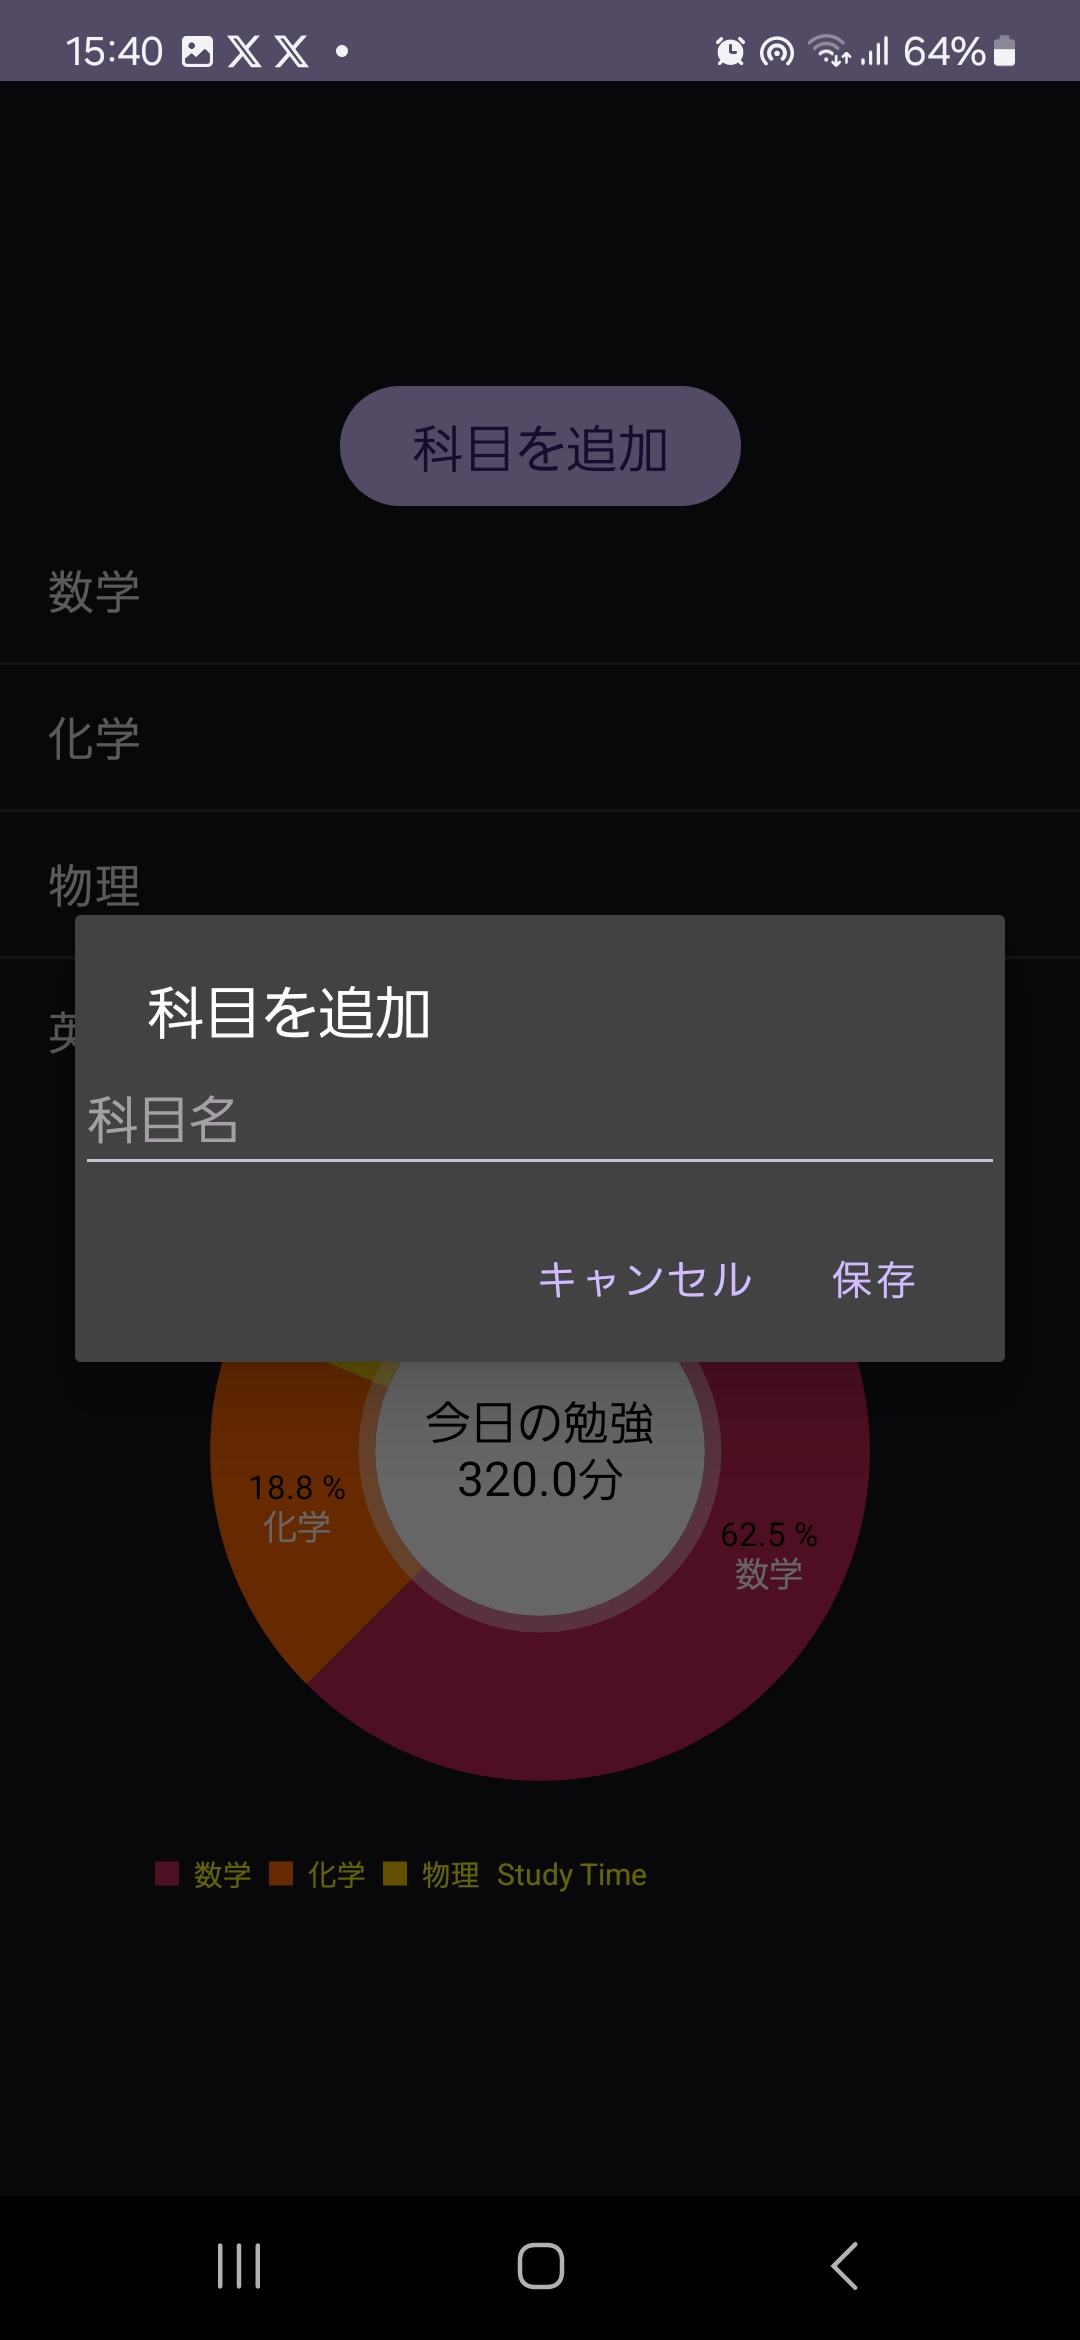 15:40
64%
科目を追加
数学
化学
物理
科目を追加
科目名
キャンセル 保存
今日の勉強
320.0分
18.8 %
化学
62.5 %
数学
数学 化学 物理 Study Time